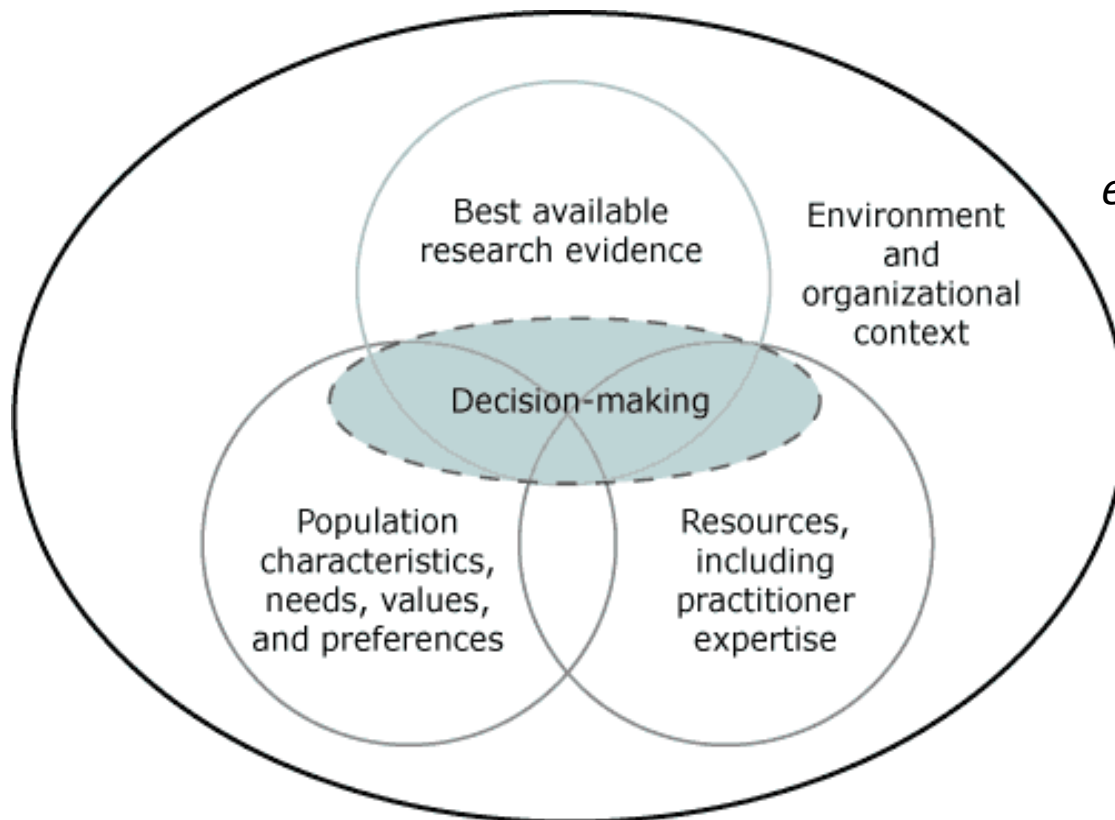 Best available
research evidence
Environment
and
organizational
context
Decision-making
Population
characteristics,
needs, values,
and preferences
Resources,
including
practitioner
expertise